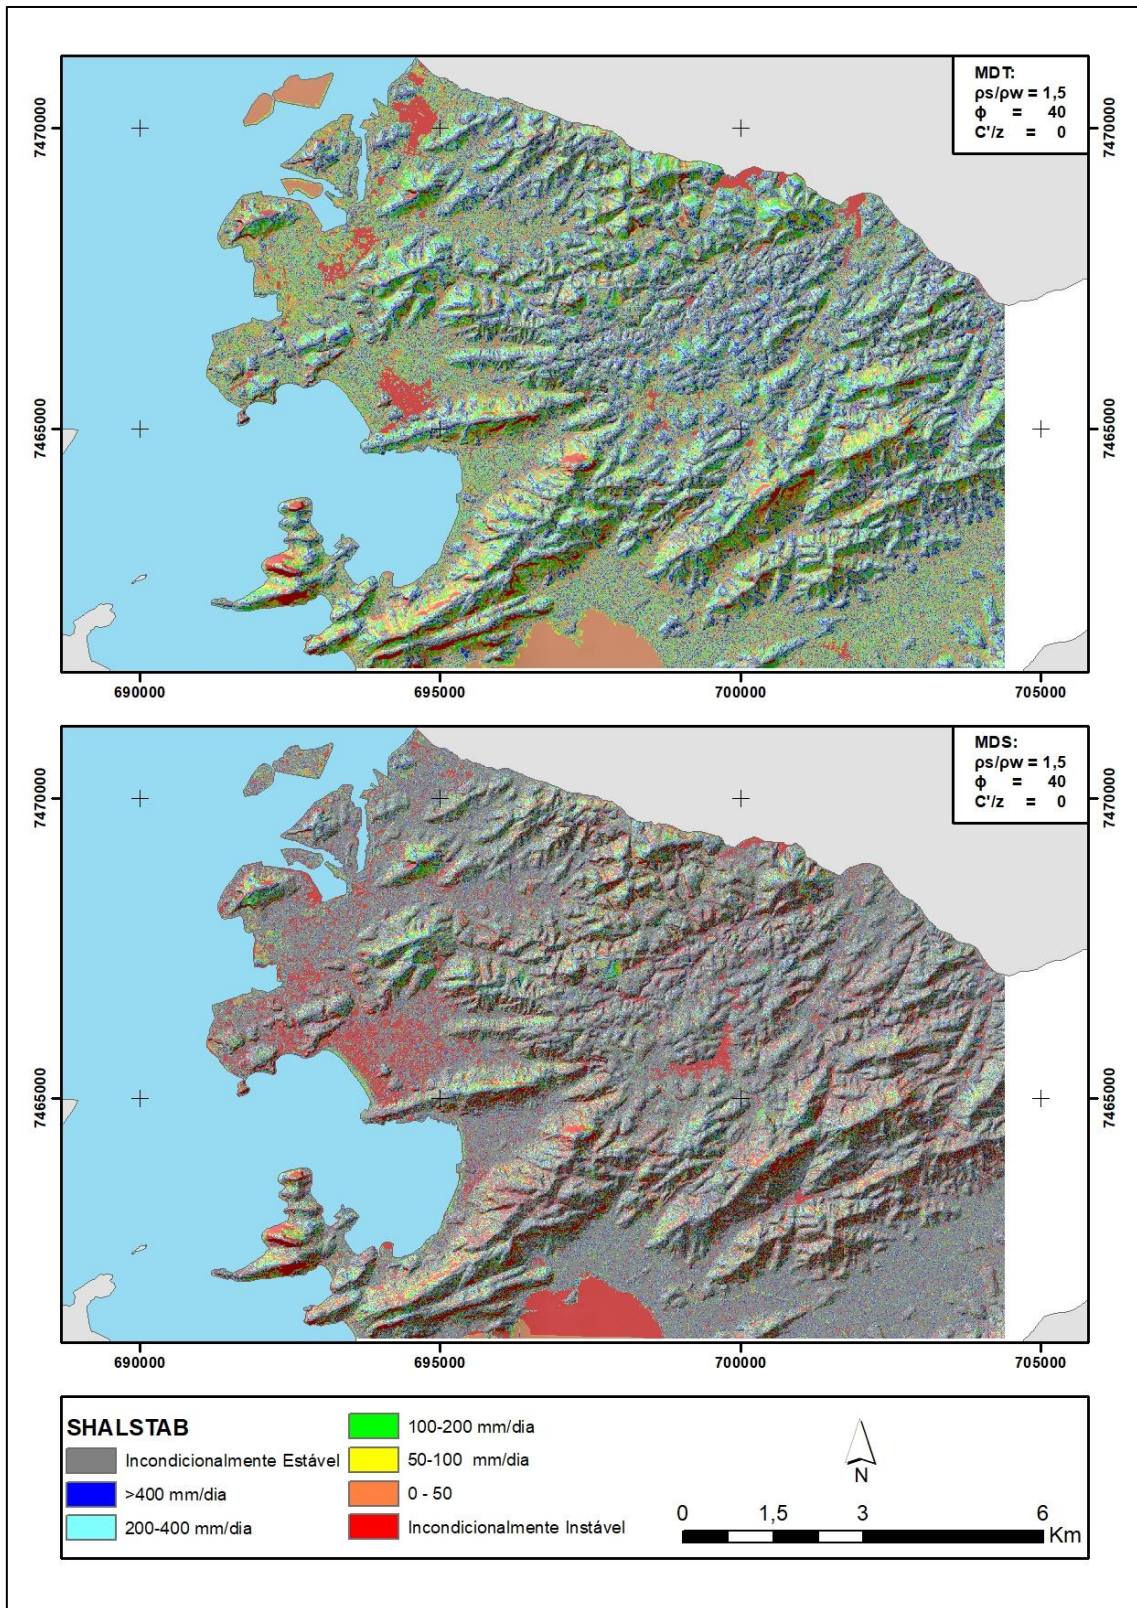 MDT:
ρs/ρw = 1,5
ϕ = 40
C'/z = 0
7470000
7470000
7465000
7465000
690000
695000
700000
705000
MDS:
ρs/ρw = 1,5
ϕ = 40
C'/z = 0
7470000
7470000
7465000
7465000
690000
695000
700000
705000
SHALSTAB
Incondicionalmente Estável
>400 mm/dia
200-400 mm/dia
100-200 mm/dia
50-100 mm/dia
0 - 50
Incondicionalmente Instável
N
0 1,5 3 6
Km